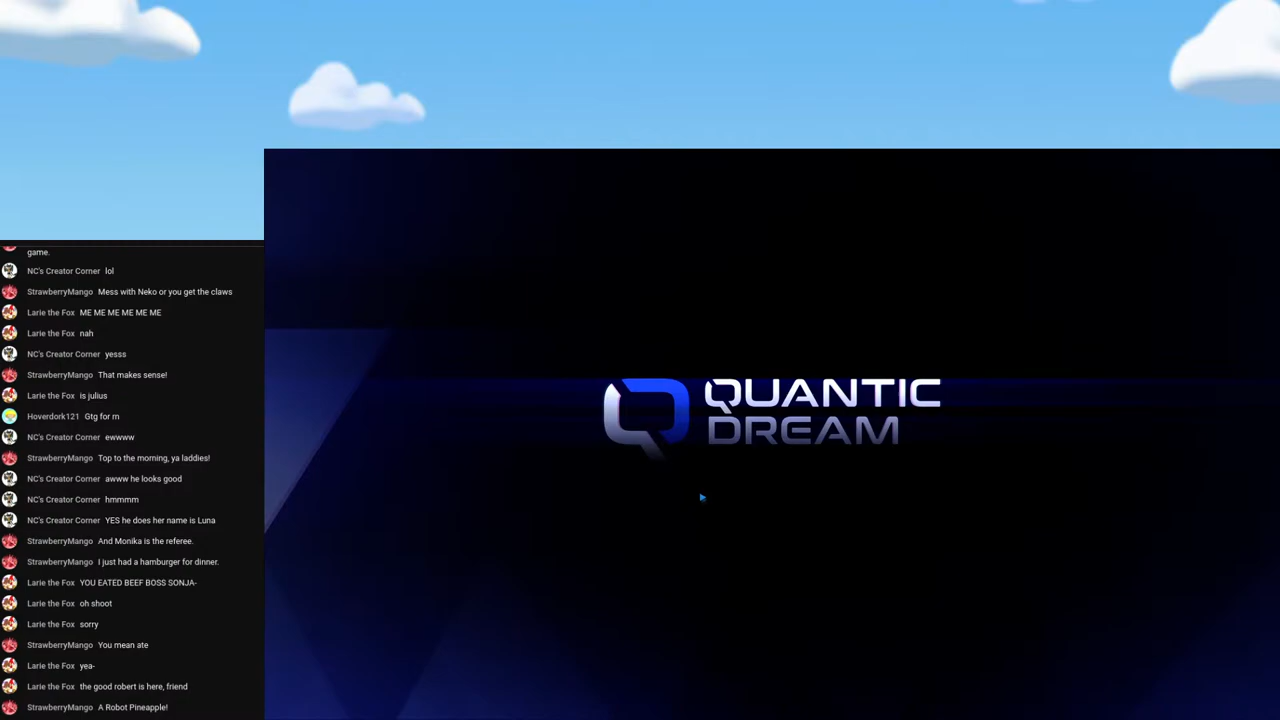 game.
NC's Creator Corner lol
StrawberryMango Mess with Neko or you get the claws
Larie the Fox ME ME ME ME ME ME
Larie the Fox nah
NC's Creator Corner yesss
StrawberryMango That makes sense!
Larie the Fox is julius
Hoverdork121 Gtg for rn
NC's Creator Corner ewwww
StrawberryMango Top to the morning, ya laddies!
NC's Creator Corner awww he looks good
NC's Creator Corner hmmmm
NC's Creator Corner YES he does her name is Luna
StrawberryMango And Monika is the referee.
StrawberryMango I just had a hamburger for dinner.
Larie the Fox YOU EATED BEEF BOSS SONJA-
Larie the Fox oh shoot
Larie the Fox sorry
StrawberryMango You mean ate
Larie the Fox yea-
Larie the Fox the good robert is here, friend
StrawberryMango A Robot Pineapple!
QUANTIC
DREAM